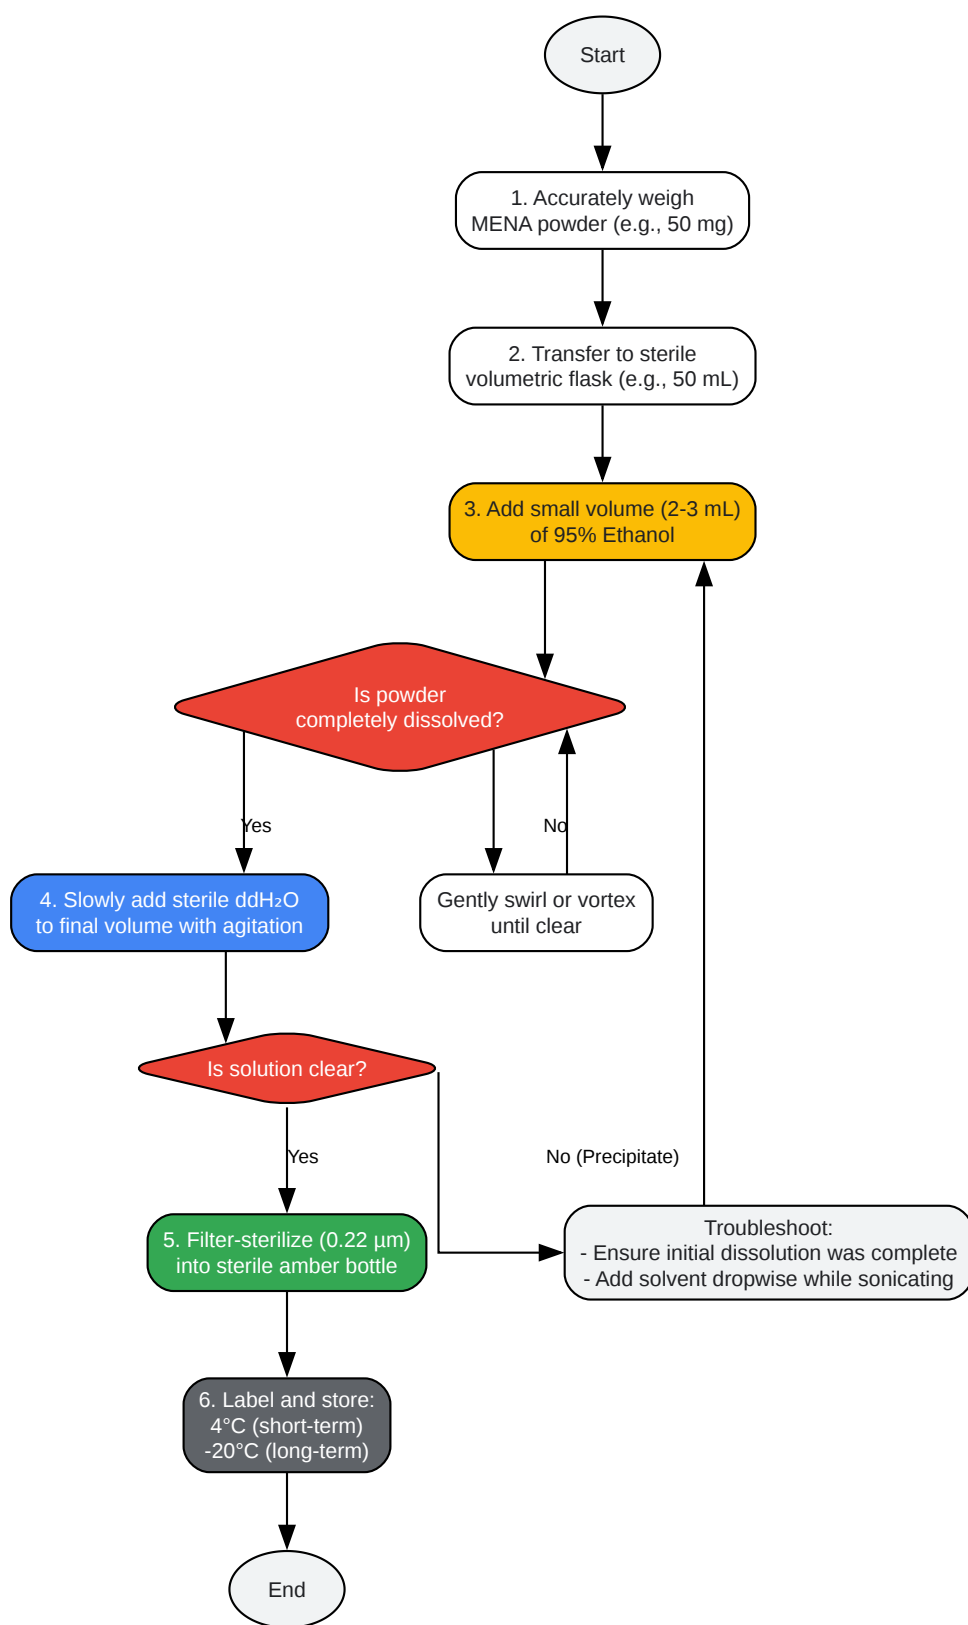 Start
1. Accurately weigh
MENA powder (e.g., 50 mg)
2. Transfer to sterile
volumetric flask (e.g., 50 mL)
3. Add small volume (2-3 mL)
of 95% Ethanol
Is powder
completely dissolved?
Yes
No
4. Slowly add sterile ddH₂O
to final volume with agitation
Gently swirl or vortex
until clear
Is solution clear?
Yes
No (Precipitate)
5. Filter-sterilize (0.22 µm)
into sterile amber bottle
Troubleshoot:
- Ensure initial dissolution was complete
- Add solvent dropwise while sonicating
6. Label and store:
4°C (short-term)
-20°C (long-term)
End